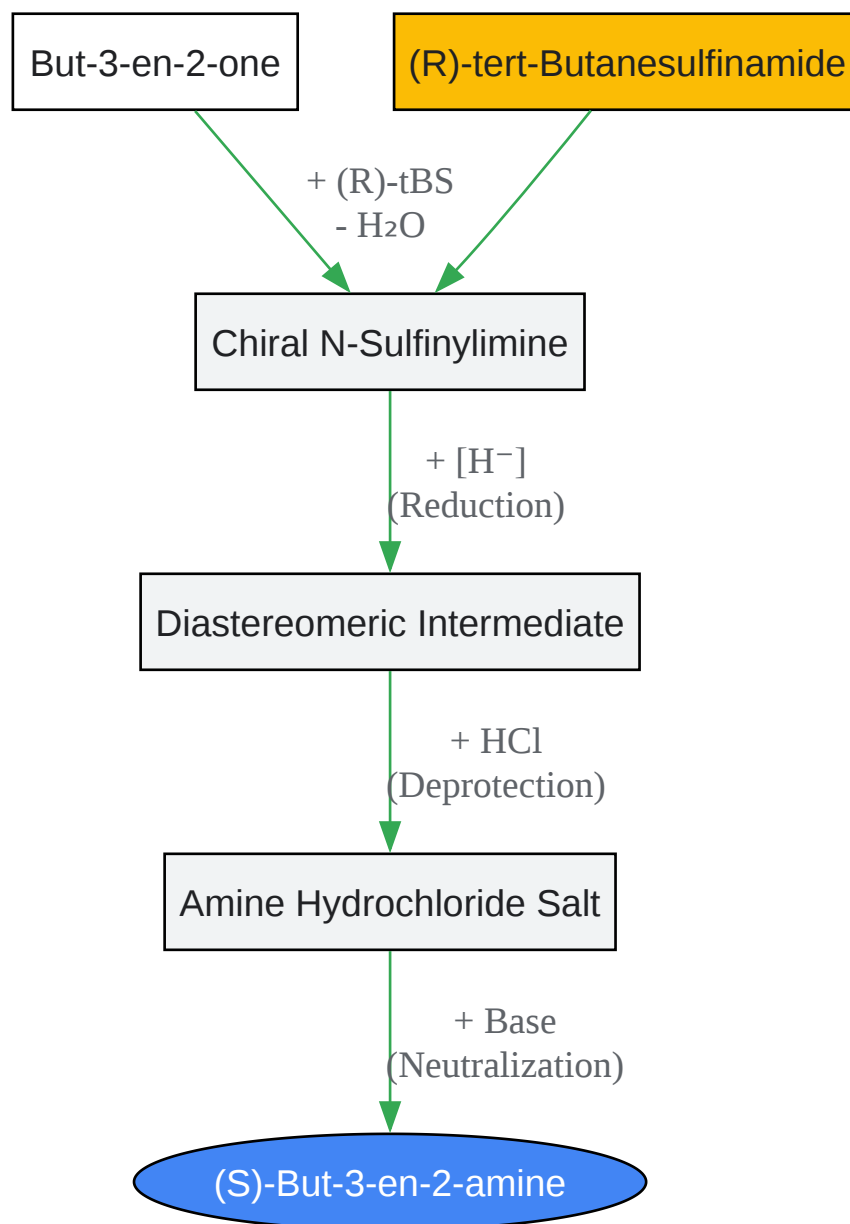 But-3-en-2-one
(R)-tert-Butanesulfinamide
+ (R)-tBS
- H₂O
Chiral N-Sulfinylimine
+ [H⁻]
(Reduction)
Diastereomeric Intermediate
+ HCl
(Deprotection)
Amine Hydrochloride Salt
+ Base
(Neutralization)
(S)-But-3-en-2-amine